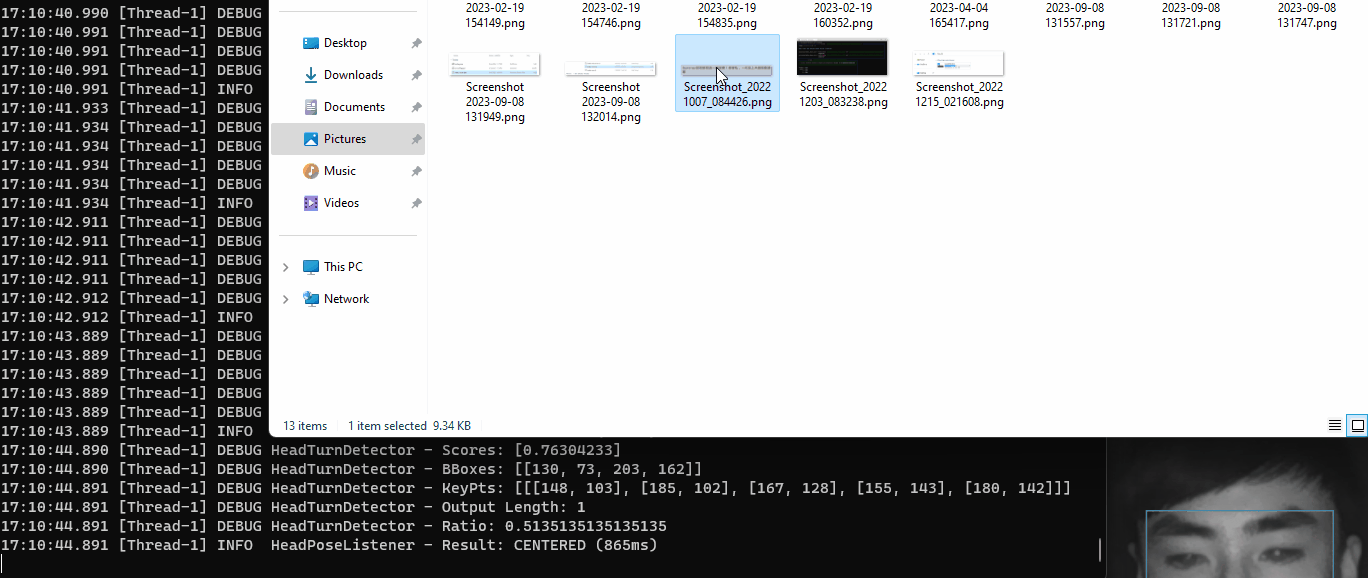 17:10:40.990 [Thread-1] DEBUG
17:10:40.991 [Thread-1] DEBUG
17:10:40.991 [Thread-1] DEBUG
17:10:40.991 [Thread-1] DEBUG
17:10:40.991 [Thread-1] INFO
17:10:41.933 [Thread-1] DEBUG
17:10:41.934 [Thread-1] DEBUG
17:10:41.934 [Thread-1] DEBUG
17:10:41.934 [Thread-1] DEBUG
17:10:41.934 [Thread-1] DEBUG
17:10:41.934 [Thread-1] INFO
17:10:42.911 [Thread-1] DEBUG
17:10:42.911 [Thread-1] DEBUG
17:10:42.911 [Thread-1] DEBUG
17:10:42.911 [Thread-1] DEBUG
17:10:42.912 [Thread-1] DEBUG
17:10:42.912 [Thread-1] INFO
17:10:43.889 [Thread-1] DEBUG
17:10:43.889 [Thread-1] DEBUG
17:10:43.889 [Thread-1] DEBUG
17:10:43.889 [Thread-1] DEBUG
17:10:43.889 [Thread-1] DEBUG
17:10:43.889 [Thread-1] INFO
17:10:44.890 [Thread-1] DEBUG HeadTurnDetector - Scores: [0.76304233]
17:10:44.890 [Thread-1] DEBUG HeadTurnDetector - BBoxes: [[130, 73, 203, 162]]
17:10:44.891 [Thread-1] DEBUG HeadTurnDetector - KeyPts: [[[148, 103], [185, 102], [167, 128], [155, 143], [180, 142]]]
17:10:44.891 [Thread-1] DEBUG HeadTurnDetector - Output Length: 1
17:10:44.891 [Thread-1] DEBUG HeadTurnDetector - Ratio: 0.5135135135135135
17:10:44.891 [Thread-1] INFO  HeadPoseListener - Result: CENTERED (865ms)
Desktop
Downloads
Documents
Pictures
Music
Videos
This PC
Network
2023-02-19
154149.png
2023-02-19
154746.png
2023-02-19
154835.png
2023-02-19
160352.png
2023-04-04
165417.png
2023-09-08
131557.png
2023-09-08
131721.png
2023-09-08
131747.png
Screenshot
2023-09-08
131949.png
Screenshot
2023-09-08
132014.png
Screenshot_2022
1007_084426.png
Screenshot_2022
1203_083238.png
Screenshot_2022
1215_021608.png
13 items
1 item selected 9.34 KB